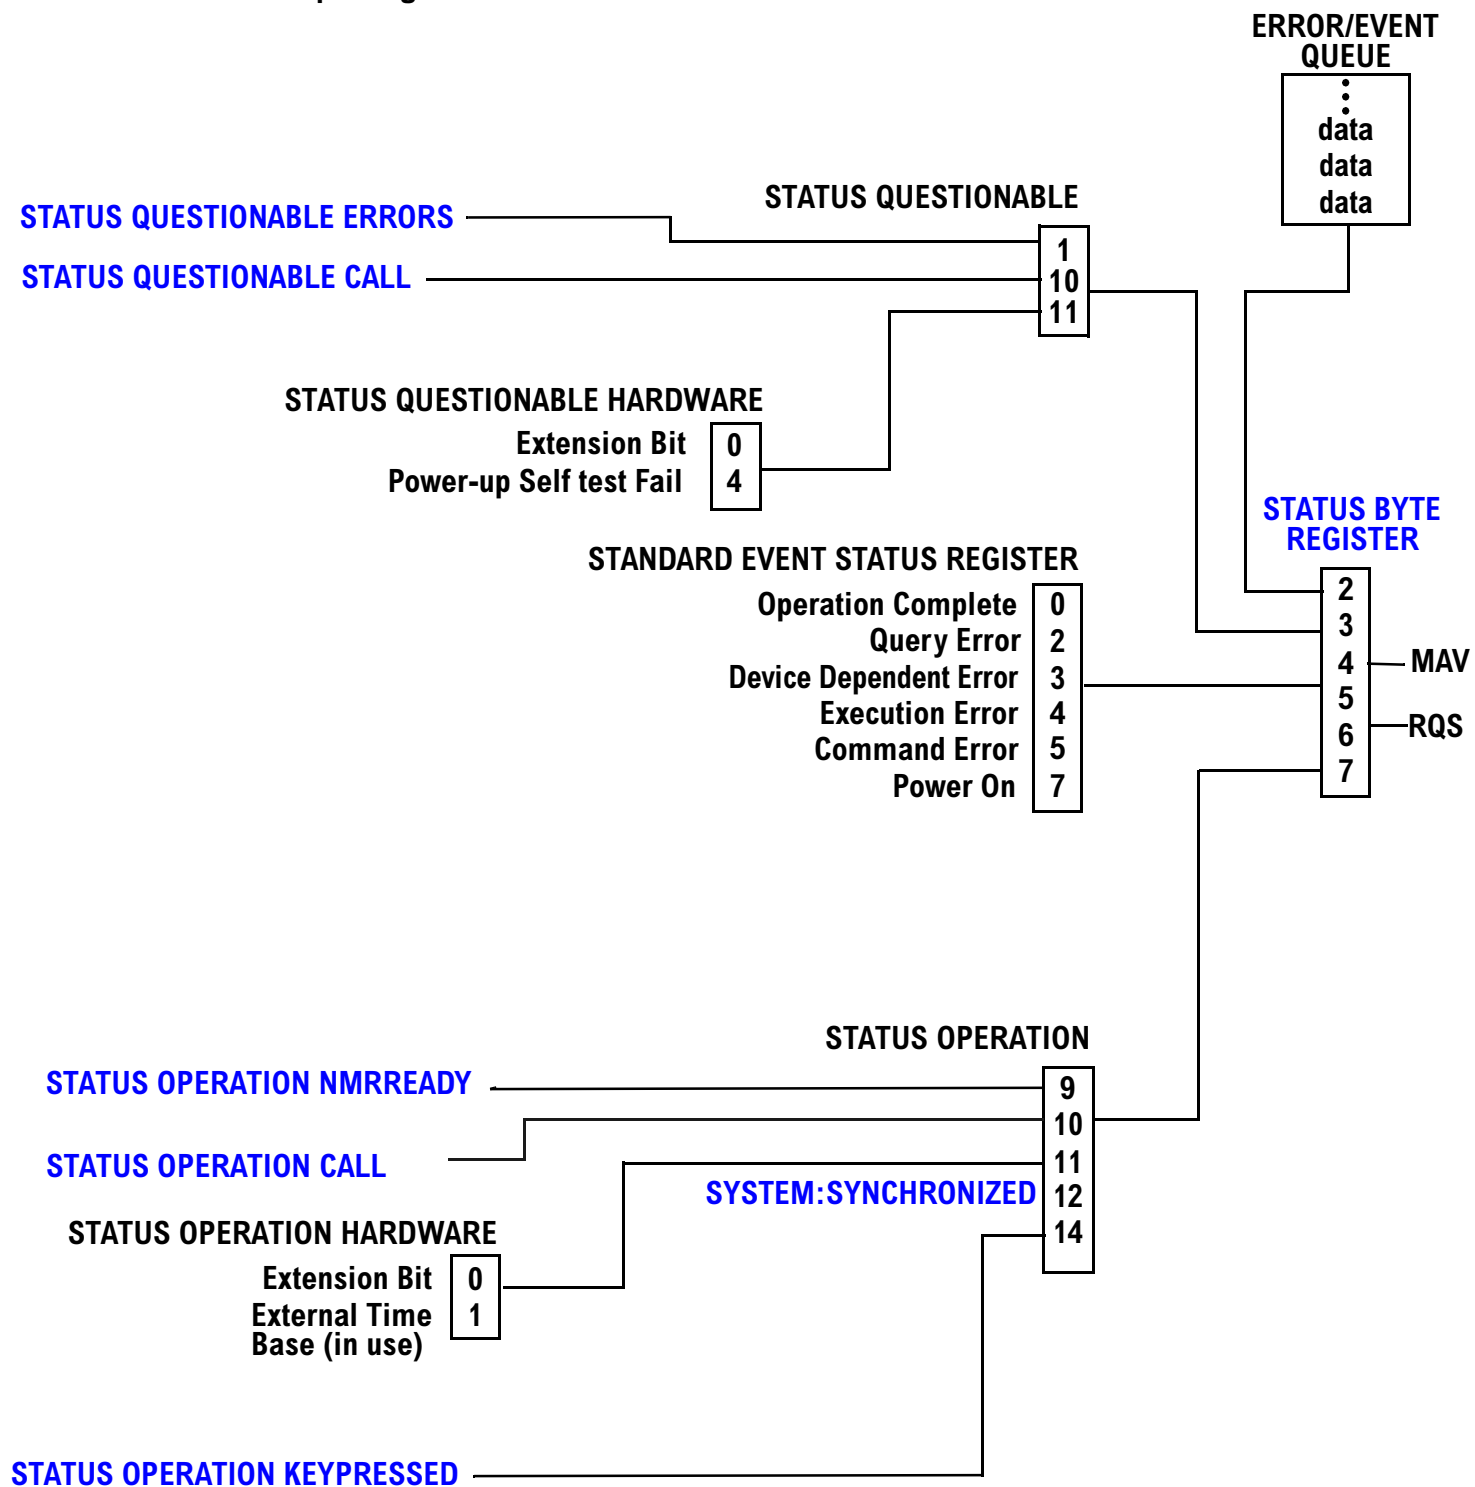 ERROR/EVENT
QUEUE
data
data
data
STATUS QUESTIONABLE
STATUS QUESTIONABLE ERRORS
1
STATUS QUESTIONABLE CALL
10
11
STATUS QUESTIONABLE HARDWARE
Extension Bit 0
Power-up Self test Fail 4
STATUS BYTE
REGISTER
2
3
4 MAV
5
6 RQS
7
STANDARD EVENT STATUS REGISTER
Operation Complete 0
Query Error 2
Device Dependent Error 3
Execution Error 4
Command Error 5
Power On 7
STATUS OPERATION
STATUS OPERATION NMRREADY 9
10
STATUS OPERATION CALL 11
SYSTEM:SYNCHRONIZED 12
14
STATUS OPERATION HARDWARE
Extension Bit 0
External Time 1
Base (in use)
STATUS OPERATION KEYPRESSED